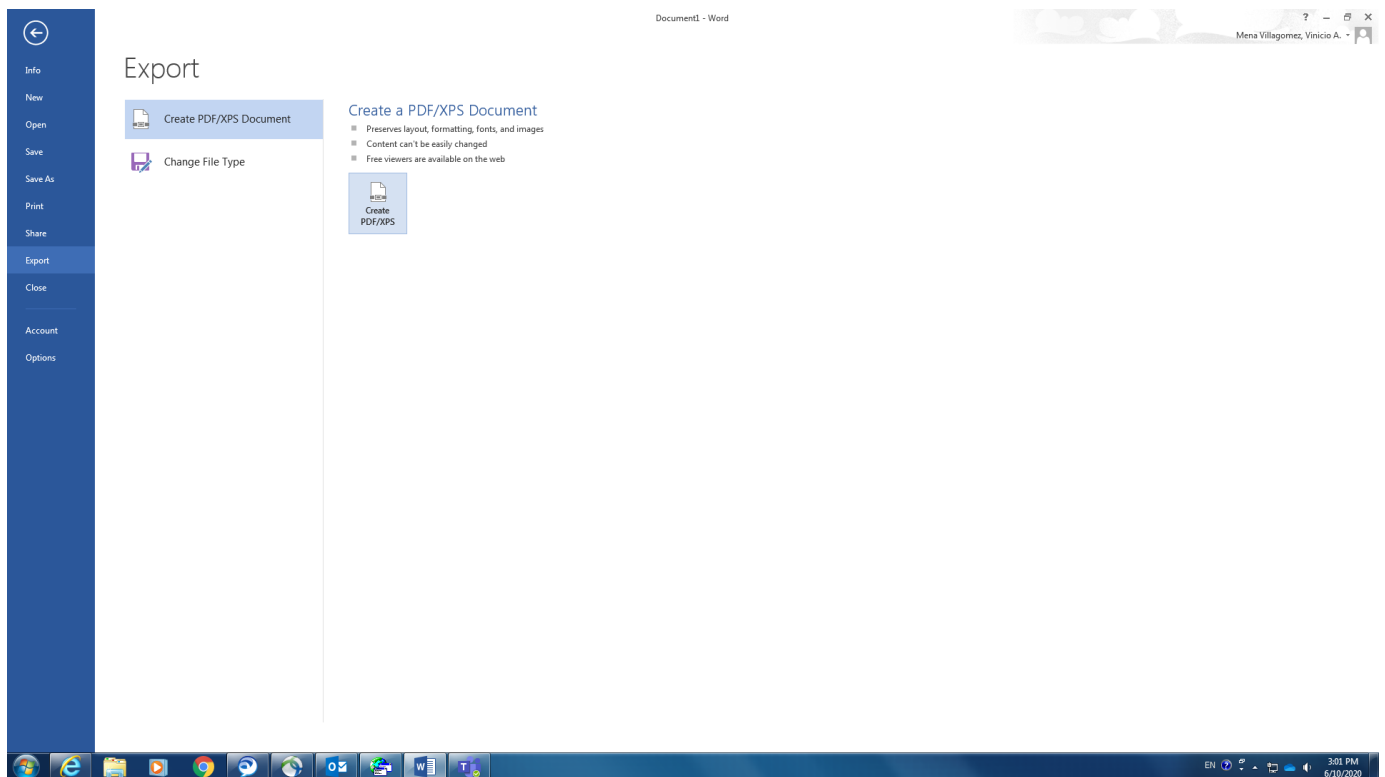 Document1 - Word
?
Mena Villagomez, Vinicio A.
Info
New
Open
Save
Save As
Print
Share
Export
Close
Account
Options
Export
Create PDF/XPS Document
Change File Type
Create a PDF/XPS Document
Preserves layout, formatting, fonts, and images
Content can't be easily changed
Free viewers are available on the web
Create
PDF/XPS
EN
3:01 PM
6/10/2020